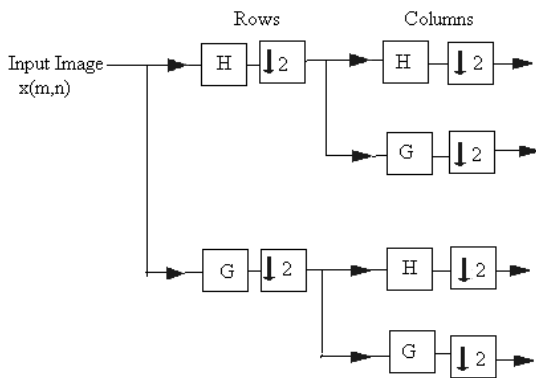 Rows Columns
Input Image
x(m,n)
H ↓2 H ↓2
G ↓2
G ↓2 H ↓2
G ↓2